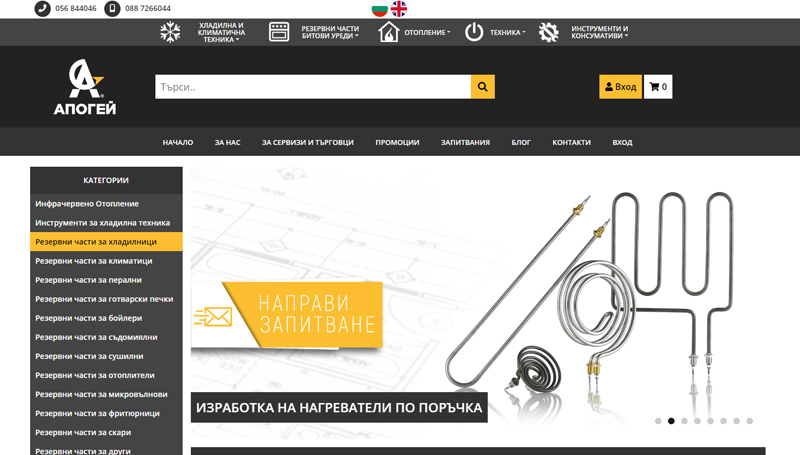 056 844046
088 7266044
ХЛАДИЛНА И
КЛИМАТИЧНА
ТЕХНИКА
РЕЗЕРВНИ ЧАСТИ
БИТОВИ УРЕДИ
ОТОПЛЕНИЕ
ТЕХНИКА
ИНСТРУМЕНТИ И
КОНСУМАТИВИ
АПОГЕЙ
Търси..
Вход
0
НАЧАЛО
ЗА НАС
ЗА СЕРВИЗИ И ТЪРГОВЦИ
ПРОМОЦИИ
ЗАПИТВАНИЯ
БЛОГ
КОНТАКТИ
ВХОД
КАТЕГОРИИ
Инфрачервено Отопление
Инструменти за хладилна техника
Резервни части за хладилници
Резервни части за климатици
Резервни части за перални
Резервни части за готварски печки
Резервни части за бойлери
Резервни части за съдомиялни
Резервни части за сушилни
Резервни части за отоплители
Резервни части за микровълнови
Резервни части за фритюрници
Резервни части за скари
Резервни части за други
НАПРАВИ
ЗАПИТВАНЕ
ИЗРАБОТКА НА НАГРЕВАТЕЛИ ПО ПОРЪЧКА